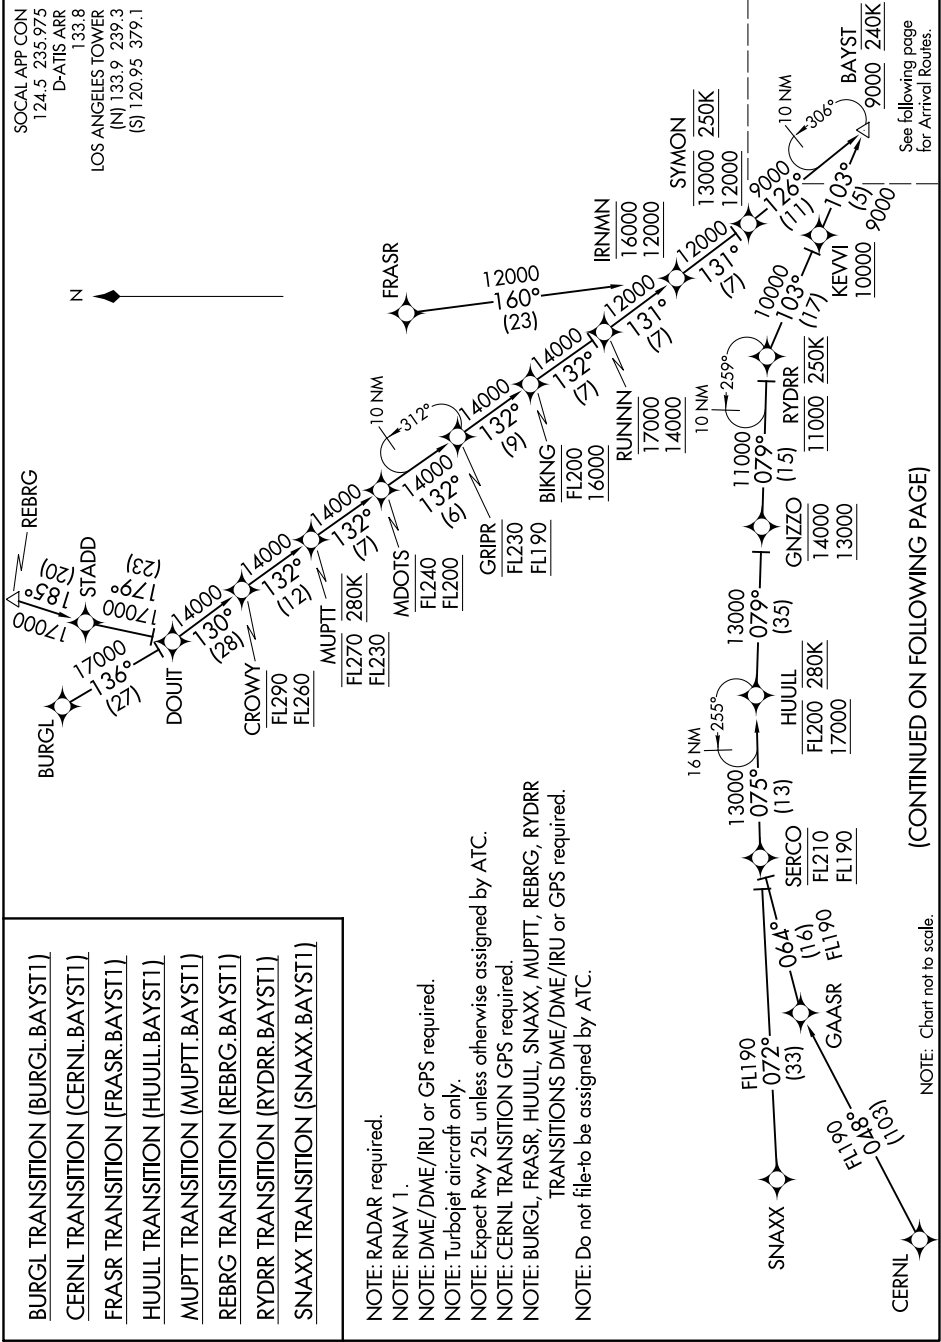 SOCAL APP CON
124.5 235.975
D-ATIS ARR
133.8
LOS ANGELES TOWER
(N) 133.9 239.3
(S) 120.95 379.1
BURGL TRANSITION (BURGL.BAYST1)
CERNL TRANSITION (CERNL.BAYST1)
FRASR TRANSITION (FRASR.BAYST1)
HUULL TRANSITION (HUULL.BAYST1)
MUPTT TRANSITION (MUPTT.BAYST1)
REBRG TRANSITION (REBRG.BAYST1)
RYDRR TRANSITION (RYDRR.BAYST1)
SNAXX TRANSITION (SNAXX.BAYST1)
NOTE: RADAR required.
NOTE: RNAV 1.
NOTE: DME/DME/IRU or GPS required.
NOTE: Turbojet aircraft only.
NOTE: Expect Rwy 25L unless otherwise assigned by ATC.
NOTE: CERNL TRANSITION GPS required.
NOTE: BURGL, FRASR, HUULL, SNAXX, MUPTT, REBRG, RYDRR
TRANSITIONS DME/DME/IRU or GPS required.
NOTE: Do not file-to be assigned by ATC.
N
REBRG
17000
185°
(20)
STADD
17000
179°
(23)
BURGL
17000
136°
(27)
DOUIT
14000
130°
(28)
CROWY
FL290
FL260
14000
132°
(12)
MUPTT
FL270 280K
FL230
14000
132°
(7)
MDOTS
FL240
FL200
14000
132°
(6)
10 NM
312°
GRIPR
FL230
FL190
14000
132°
(9)
BIKNG
FL200
16000
14000
132°
(7)
RUNNN
17000
14000
12000
131°
(7)
FRASR
12000
160°
(23)
IRNMN
16000
12000
12000
131°
(7)
SYMON
13000 250K
12000
9000
126°
(11)
10 NM
306°
BAYST
9000 240K
See following page
for Arrival Routes.
CERNL
FL190
048°
(103)
GAASR
064°
(16)
FL190
SNAXX
FL190
072°
(33)
SERCO
FL210
FL190
13000
075°
(13)
16 NM
255°
HUULL
FL200 280K
17000
13000
079°
(35)
GNZZO
14000
13000
11000
079°
(15)
10 NM
259°
RYDRR
11000 250K
10000
103°
(17)
KEVVI
10000
103°
(5)
9000
NOTE: Chart not to scale.
(CONTINUED ON FOLLOWING PAGE)